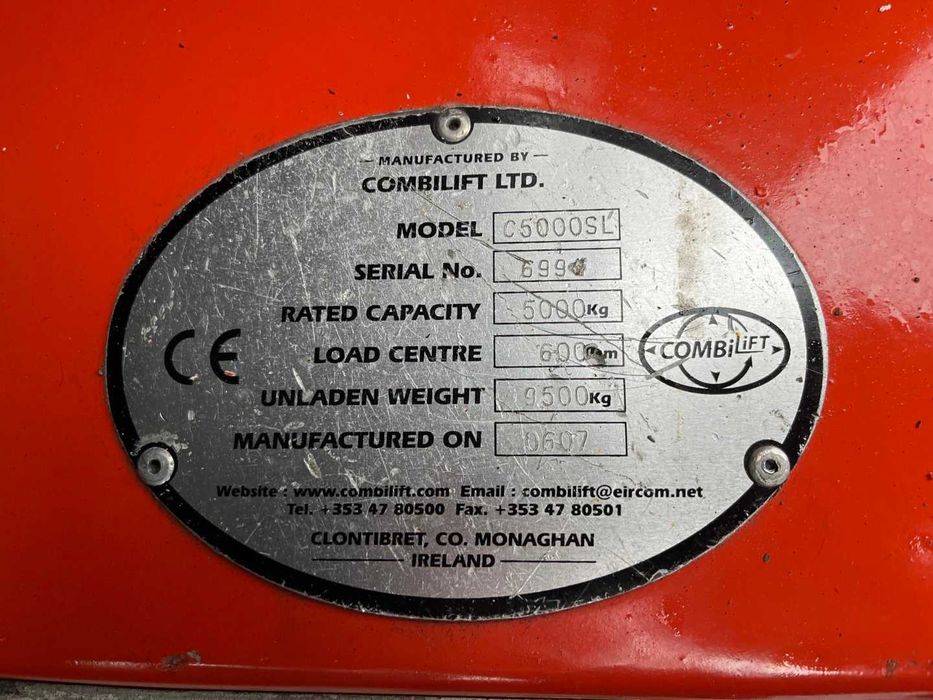 MANUFACTURED BY
COMBILIFT LTD.
MODEL C5000SL
SERIAL No.
RATED CAPACITY 5000Kg
LOAD CENTRE 600mm
UNLADEN WEIGHT 9500Kg
MANUFACTURED ON 0607
CE
COMBiLiFT
Website : www.combilift.com Email : combilift@eircom.net
Tel. +353 47 80500 Fax. +353 47 80501
CLONTIBRET, CO. MONAGHAN
IRELAND